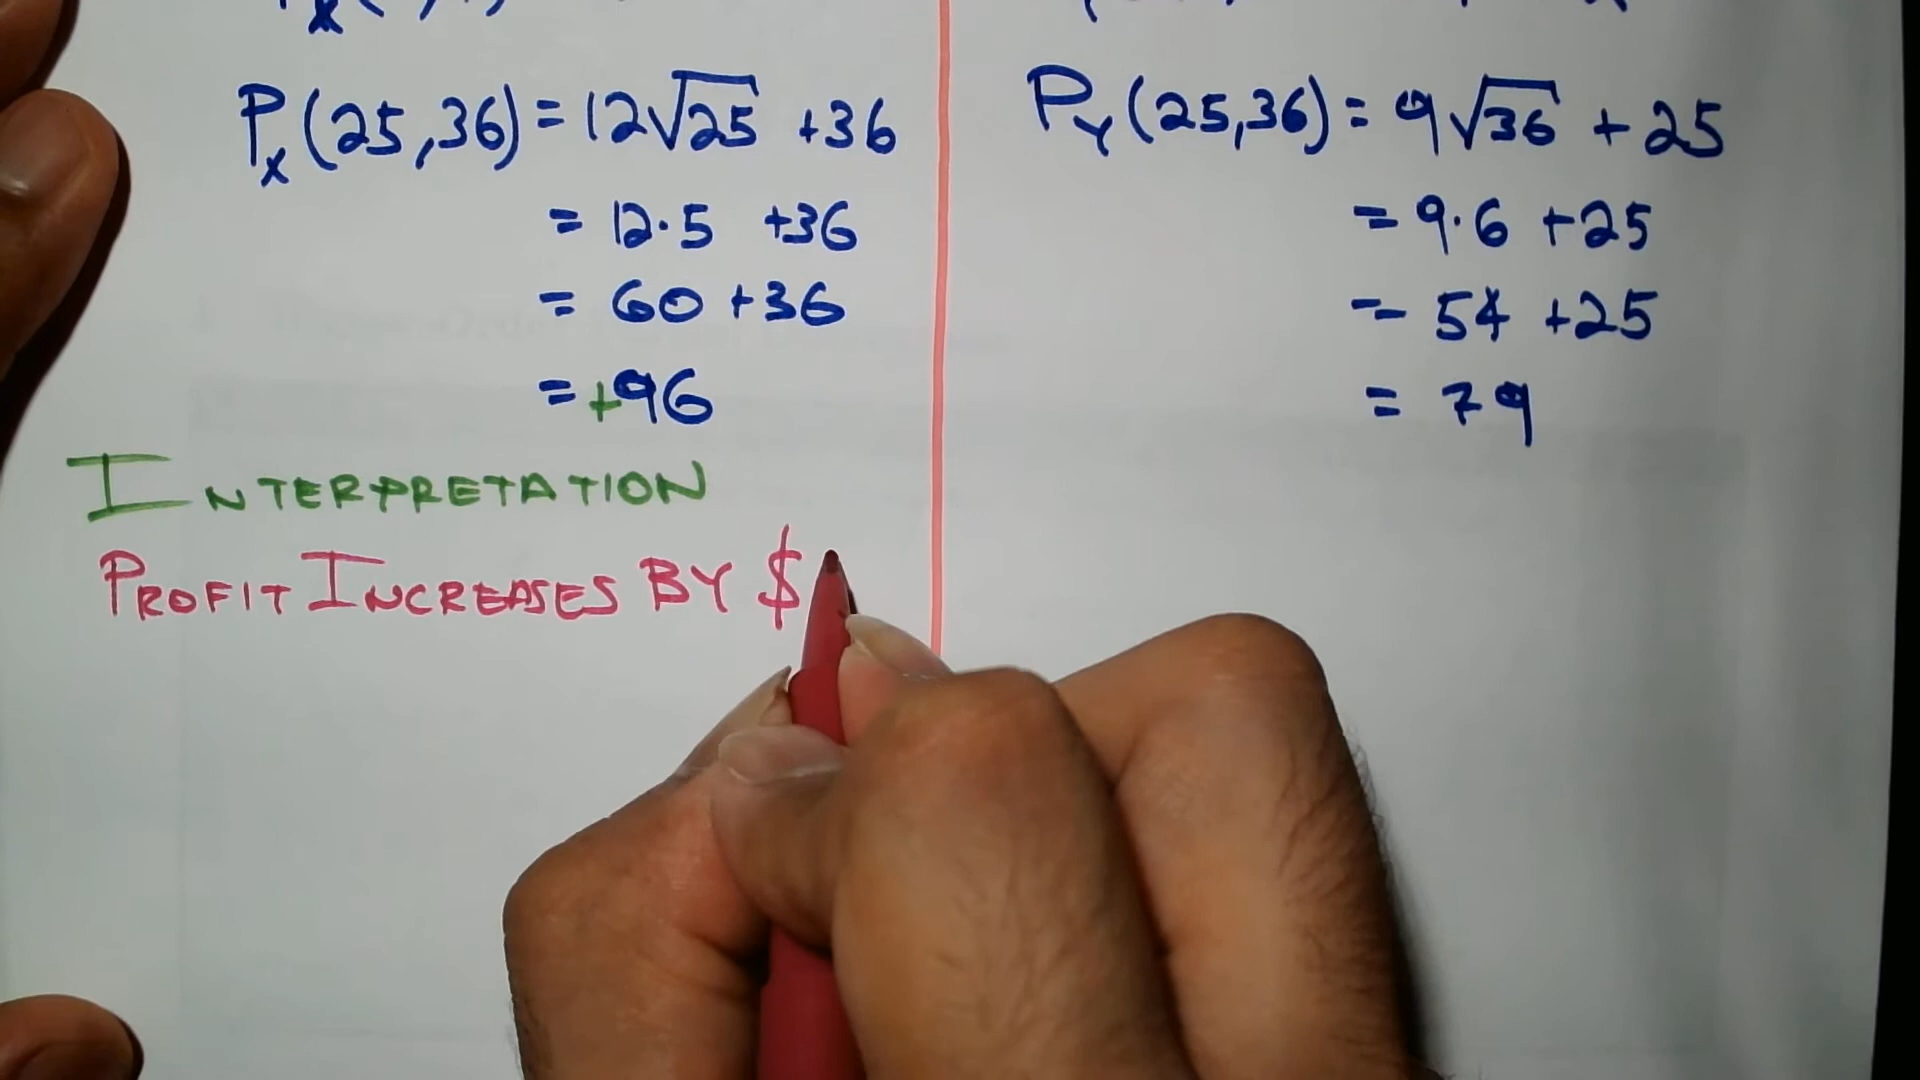 Pₓ(25,36) = 12√25 +36
= 12·5 +36
= 60 +36
= +96
INTERPRETATION
PROFIT INCREASES BY $
P_Y(25,36) = 9√36 + 25
= 9·6 +25
= 54 +25
= 79